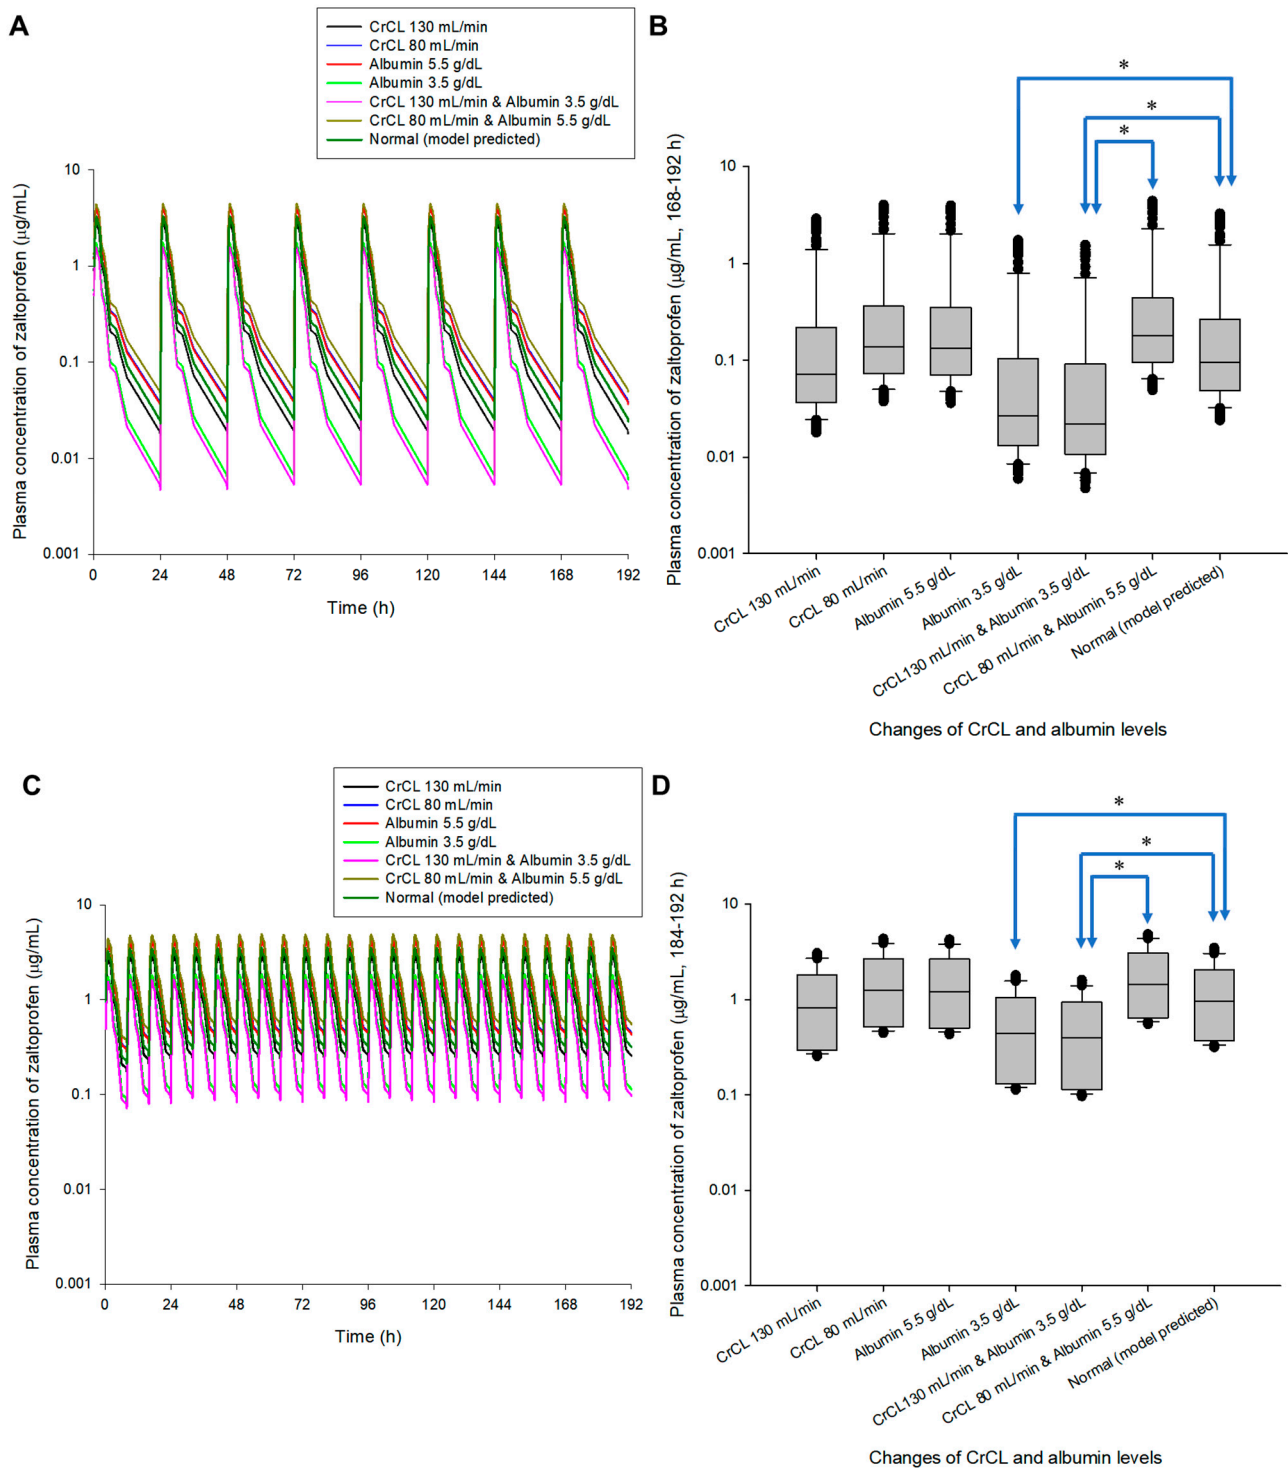 A
CrCL 130 mL/min
CrCL 80 mL/min
Albumin 5.5 g/dL
Albumin 3.5 g/dL
CrCL 130 mL/min & Albumin 3.5 g/dL
CrCL 80 mL/min & Albumin 5.5 g/dL
Normal (model predicted)
Plasma concentration of zaltoprofen (µg/mL)
10
1
0.1
0.01
0.001
0 24 48 72 96 120 144 168 192
Time (h)
B
* 
*
*
Plasma concentration of zaltoprofen (µg/mL, 168-192 h)
10
1
0.1
0.01
0.001
CrCL 130 mL/min
CrCL 80 mL/min
Albumin 5.5 g/dL
Albumin 3.5 g/dL
CrCL130 mL/min & Albumin 3.5 g/dL
CrCL 80 mL/min & Albumin 5.5 g/dL
Normal (model predicted)
Changes of CrCL and albumin levels
C
CrCL 130 mL/min
CrCL 80 mL/min
Albumin 5.5 g/dL
Albumin 3.5 g/dL
CrCL 130 mL/min & Albumin 3.5 g/dL
CrCL 80 mL/min & Albumin 5.5 g/dL
Normal (model predicted)
Plasma concentration of zaltoprofen (µg/mL)
10
1
0.1
0.01
0.001
0 24 48 72 96 120 144 168 192
Time (h)
D
*
*
*
Plasma concentration of zaltoprofen (µg/mL, 184-192 h)
10
1
0.1
0.01
0.001
CrCL 130 mL/min
CrCL 80 mL/min
Albumin 5.5 g/dL
Albumin 3.5 g/dL
CrCL130 mL/min & Albumin 3.5 g/dL
CrCL 80 mL/min & Albumin 5.5 g/dL
Normal (model predicted)
Changes of CrCL and albumin levels